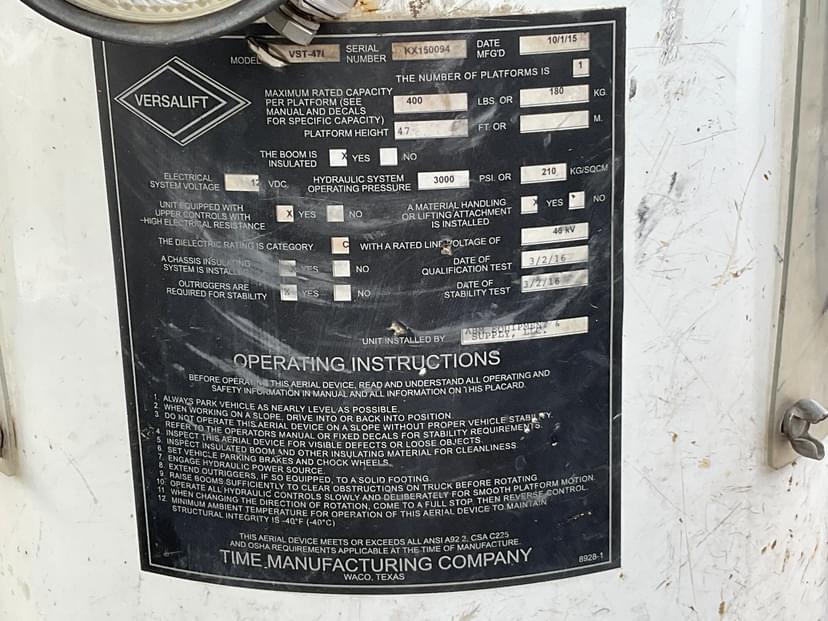 MODEL VST-47I SERIAL NUMBER KX150094 DATE MFG'D 10/1/15
THE NUMBER OF PLATFORMS IS 1
VERSALIFT
MAXIMUM RATED CAPACITY
PER PLATFORM (SEE 400 LBS. OR 180 KG.
MANUAL AND DECALS
FOR SPECIFIC CAPACITY)
PLATFORM HEIGHT 47 FT. OR M.
THE BOOM IS
INSULATED X YES NO
ELECTRICAL
SYSTEM VOLTAGE 12 VDC.
HYDRAULIC SYSTEM
OPERATING PRESSURE 3000 PSI. OR 210 KG/SQCM
UNIT EQUIPPED WITH
UPPER CONTROLS WITH X YES NO
HIGH ELECTRICAL RESISTANCE
A MATERIAL HANDLING
OR LIFTING ATTACHMENT X YES NO
IS INSTALLED
THE DIELECTRIC RATING IS CATEGORY C WITH A RATED LINE VOLTAGE OF 46 kV
A CHASSIS INSULATING
SYSTEM IS INSTALLED YES NO
DATE OF
QUALIFICATION TEST 3/2/16
OUTRIGGERS ARE
REQUIRED FOR STABILITY X YES NO
DATE OF
STABILITY TEST 3/2/16
UNIT INSTALLED BY EQUIPMENT &
SUPPLY, LLC.
OPERATING INSTRUCTIONS
BEFORE OPERATING THIS AERIAL DEVICE, READ AND UNDERSTAND ALL OPERATING AND
SAFETY INFORMATION IN MANUAL AND ALL INFORMATION ON THIS PLACARD.
1. ALWAYS PARK VEHICLE AS NEARLY LEVEL AS POSSIBLE.
2. WHEN WORKING ON A SLOPE, DRIVE INTO OR BACK INTO POSITION.
3. DO NOT OPERATE THIS AERIAL DEVICE ON A SLOPE WITHOUT PROPER VEHICLE STABILITY.
REFER TO THE OPERATORS MANUAL OR FIXED DECALS FOR STABILITY REQUIREMENTS.
4. INSPECT THIS AERIAL DEVICE FOR VISIBLE DEFECTS OR LOOSE OBJECTS.
5. INSPECT INSULATED BOOM AND OTHER INSULATING MATERIAL FOR CLEANLINESS.
6. SET VEHICLE PARKING BRAKES AND CHOCK WHEELS.
7. ENGAGE HYDRAULIC POWER SOURCE.
8. EXTEND OUTRIGGERS, IF SO EQUIPPED, TO A SOLID FOOTING.
9. RAISE BOOM SUFFICIENTLY TO CLEAR OBSTRUCTIONS ON TRUCK BEFORE ROTATING
10. OPERATE ALL HYDRAULIC CONTROLS SLOWLY AND DELIBERATELY FOR SMOOTH PLATFORM MOTION.
11. WHEN CHANGING THE DIRECTION OF ROTATION, COME TO A FULL STOP, THEN REVERSE CONTROL.
12. MINIMUM AMBIENT TEMPERATURE FOR OPERATION OF THIS AERIAL DEVICE TO MAINTAIN
STRUCTURAL INTEGRITY IS -40°F (-40°C)
THIS AERIAL DEVICE MEETS OR EXCEEDS ALL ANSI A92.2, CSA C225
AND OSHA REQUIREMENTS APPLICABLE AT THE TIME OF MANUFACTURE.
TIME MANUFACTURING COMPANY
WACO, TEXAS
8928-1